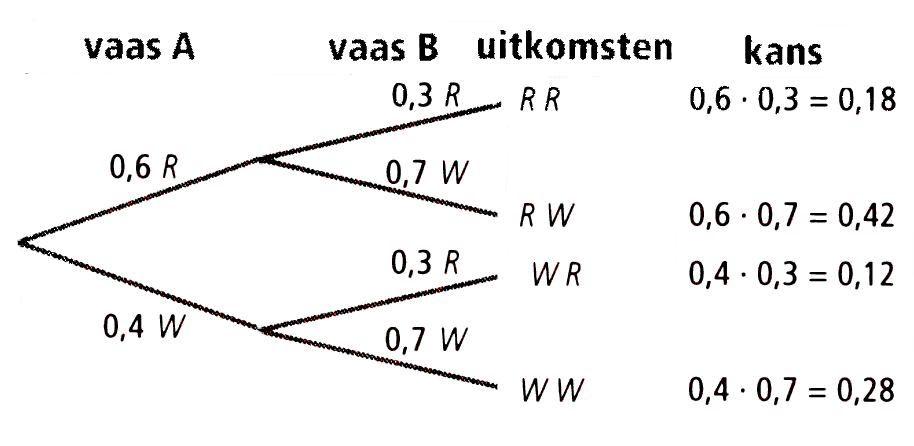 vaas A vaas B uitkomsten kans
0,3 R R R 0,6 · 0,3 = 0,18
0,6 R 0,7 W
R W 0,6 · 0,7 = 0,42
0,3 R W R 0,4 · 0,3 = 0,12
0,4 W 0,7 W
W W 0,4 · 0,7 = 0,28